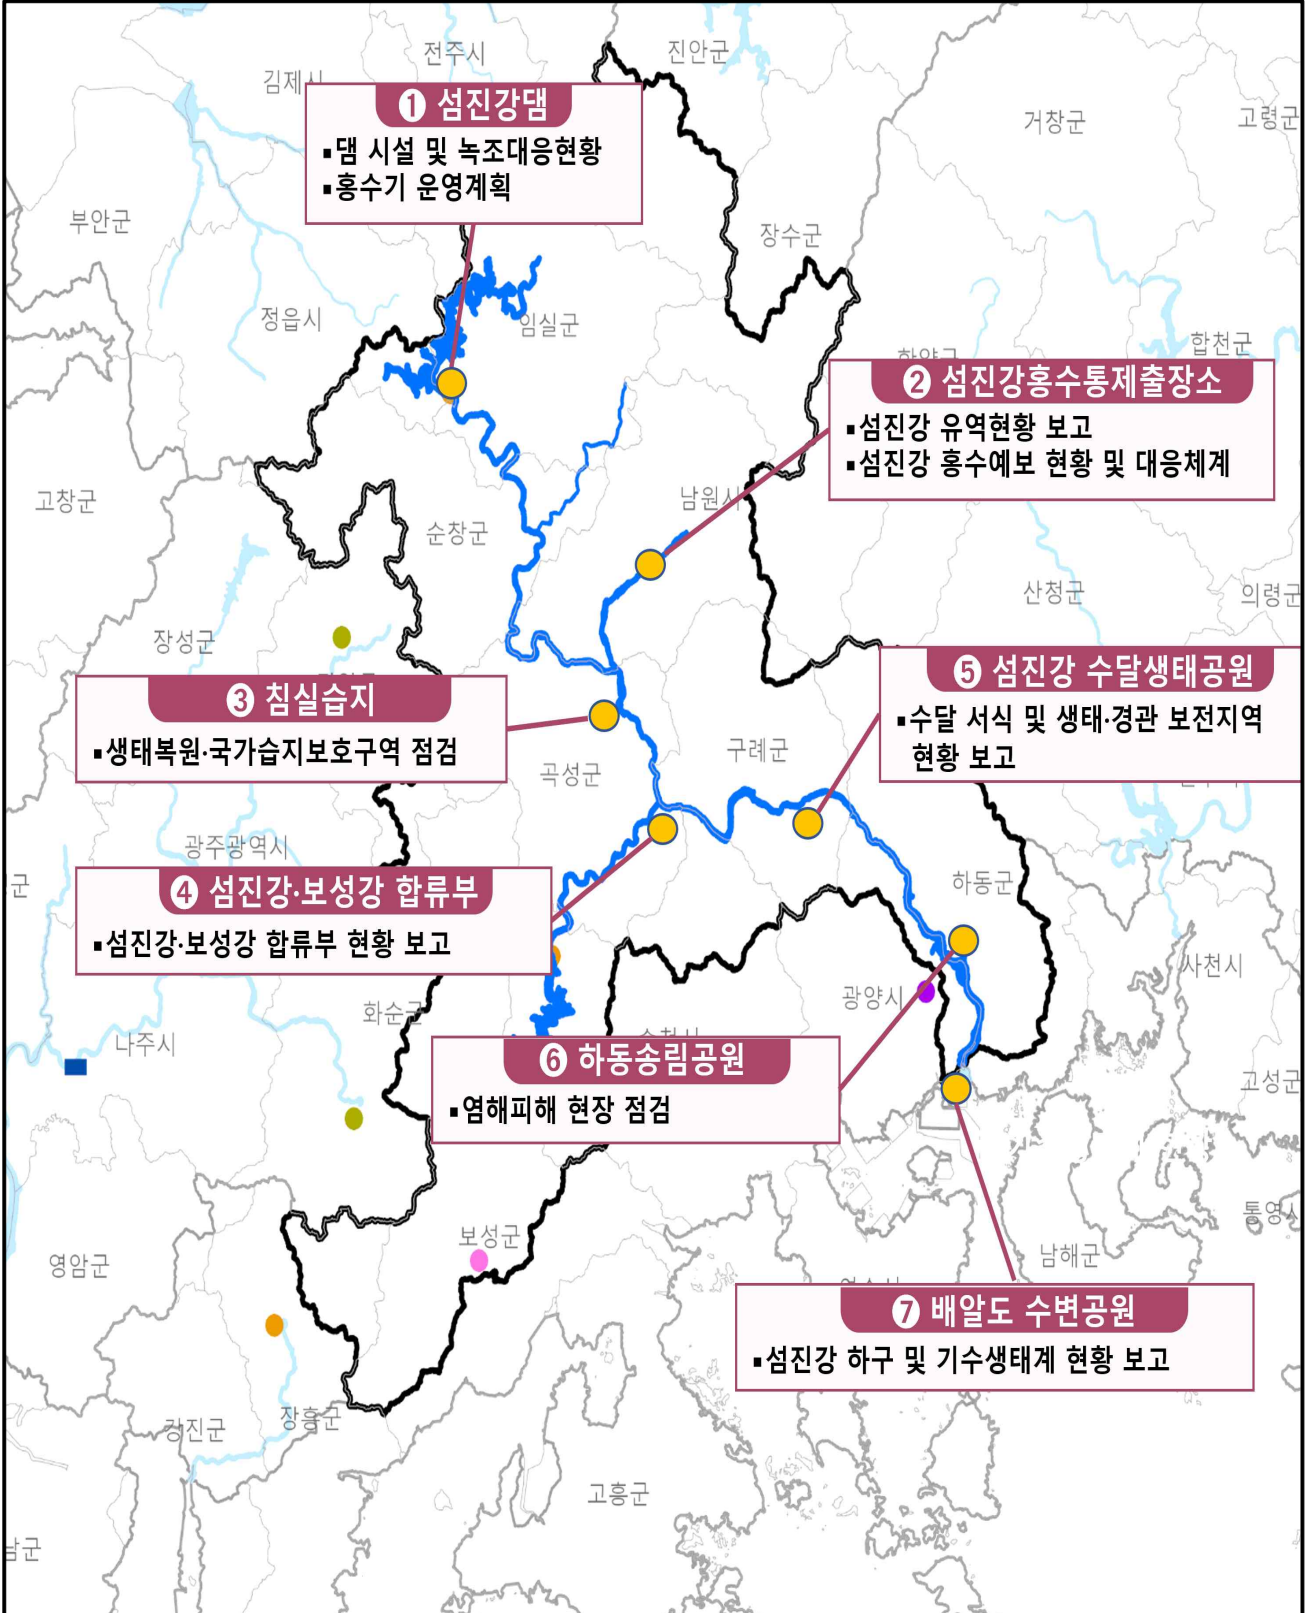 전주시
진안군
김제시
거창군
고령군
❶ 섬진강댐
▪댐 시설 및 녹조대응현황
▪홍수기 운영계획
부안군
장수군
정읍시
임실군
합천군
함양군
❷ 섬진강홍수통제출장소
▪섬진강 유역현황 보고
▪섬진강 홍수예보 현황 및 대응체계
고창군
남원시
순창군
산청군
의령군
장성군
❸ 침실습지
▪생태복원·국가습지보호구역 점검
❺ 섬진강 수달생태공원
▪수달 서식 및 생태·경관 보전지역
현황 보고
구례군
곡성군
광주광역시
군
하동군
❹ 섬진강·보성강 합류부
▪섬진강·보성강 합류부 현황 보고
사천시
광양시
화순군
나주시
❻ 하동송림공원
▪염해피해 현장 점검
고성군
통영시
보성군
남해군
영암군
❼ 배알도 수변공원
▪섬진강 하구 및 기수생태계 현황 보고
강진군
장흥군
고흥군
남군